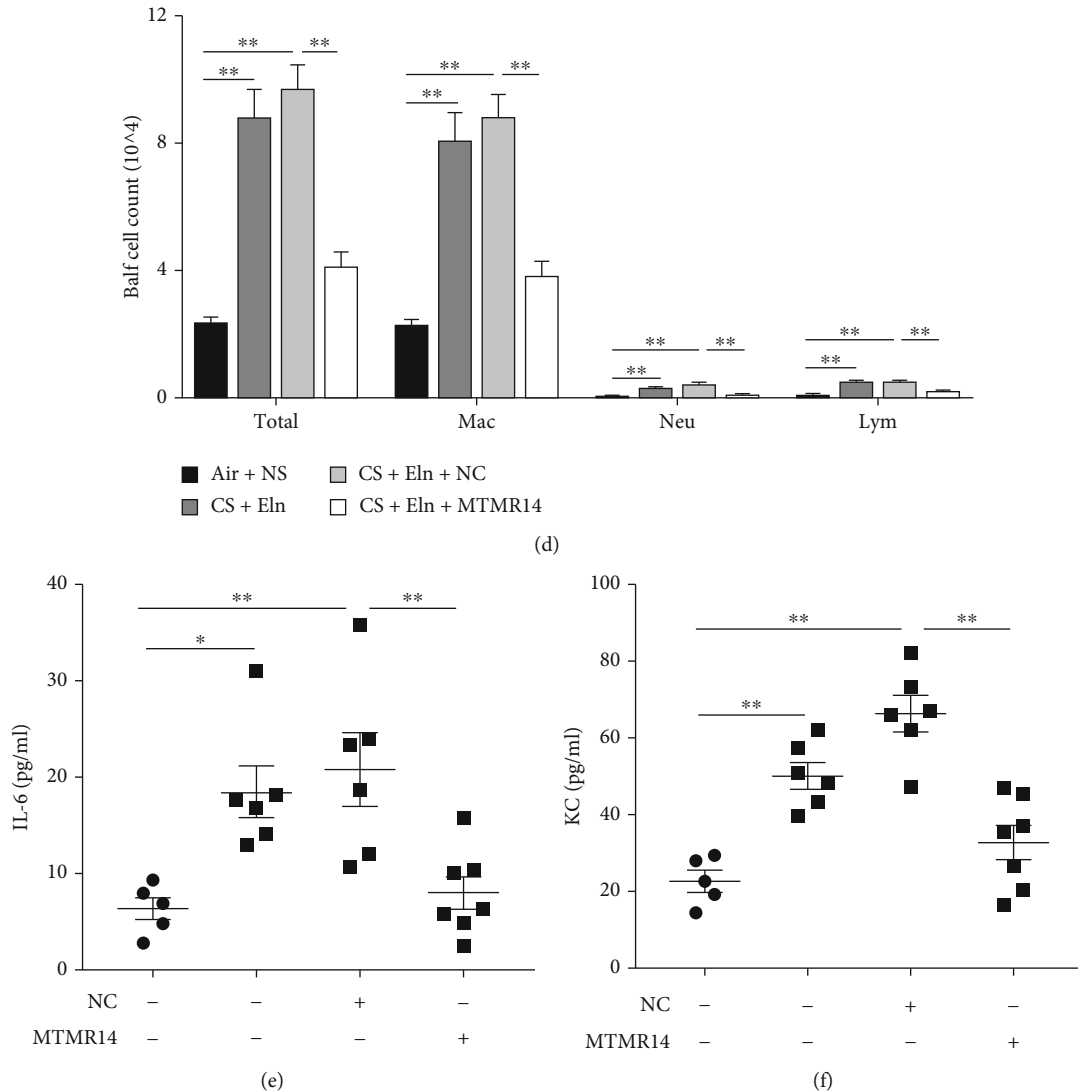 12
8
4
0
Balf cell count (10^4)
** ** ** ** ** ** ** ** ** ** ** **
Total Mac Neu Lym
Air + NS CS + Eln + NC
CS + Eln CS + Eln + MTMR14
(d)
40
30
20
10
0
IL-6 (pg/ml)
** **
*
NC – – + –
MTMR14 – – – +
(e)
100
80
60
40
20
0
KC (pg/ml)
** **
**
NC – – + –
MTMR14 – – – +
(f)